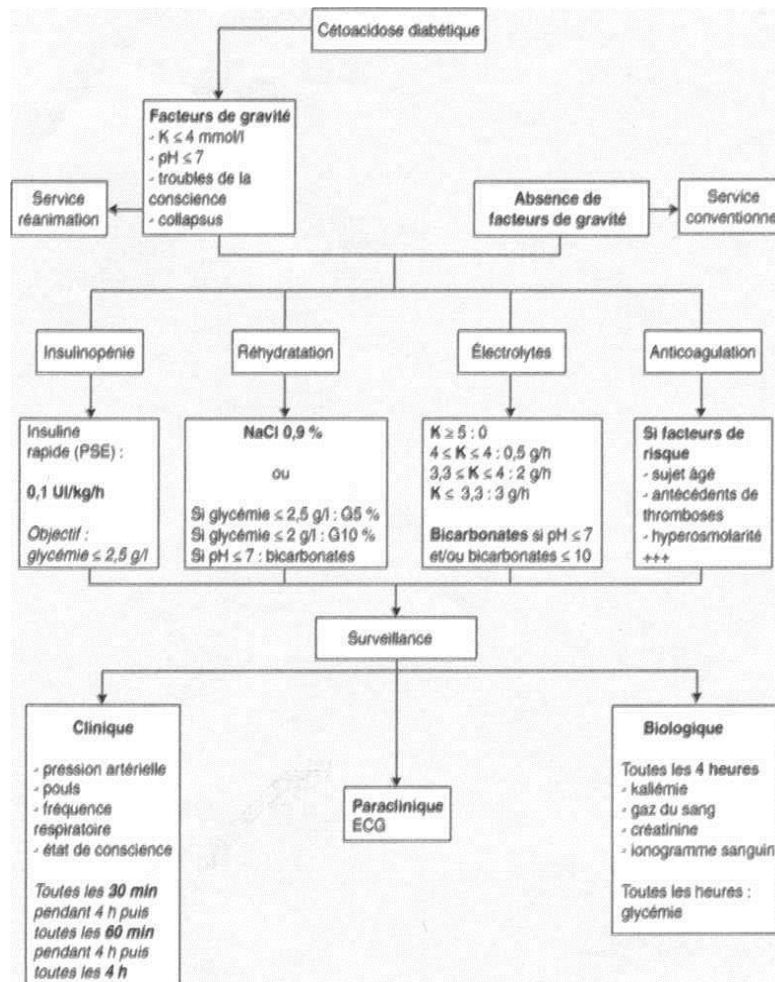 Cétoacidose diabétique
Facteurs de gravité
- K ≤ 4 mmol/l
- pH ≤ 7
- troubles de la
conscience
- collapsus
Service
réanimation
Absence de
facteurs de gravité
Service
conventionne
Insulinopénie
Réhydratation
Électrolytes
Anticoagulation
Insuline
rapide (PSE) :
0,1 UI/kg/h
Objectif :
glycémie ≤ 2,5 g/l
NaCl 0,9 %
ou
Si glycémie ≤ 2,5 g/l : G5 %
Si glycémie ≤ 2 g/l : G10 %
Si pH ≤ 7 : bicarbonates
K ≥ 5 : 0
4 ≤ K ≤ 4 : 0,5 g/h
3,3 ≤ K ≤ 4 : 2 g/h
K ≤ 3,3 : 3 g/h
Bicarbonates si pH ≤ 7
et/ou bicarbonates ≤ 10
Si facteurs de
risque
- sujet âgé
- antécédents de
thromboses
- hyperosmolarité
+++
Surveillance
Clinique
- pression artérielle
- pouls
- fréquence
respiratoire
- état de conscience
Toutes les 30 min
pendant 4 h puis
toutes les 60 min
pendant 4 h puis
toutes les 4 h
Paraclinique
ECG
Biologique
Toutes les 4 heures
- kaliémie
- gaz du sang
- créatinine
- ionogramme sanguin
Toutes les heures :
glycémie